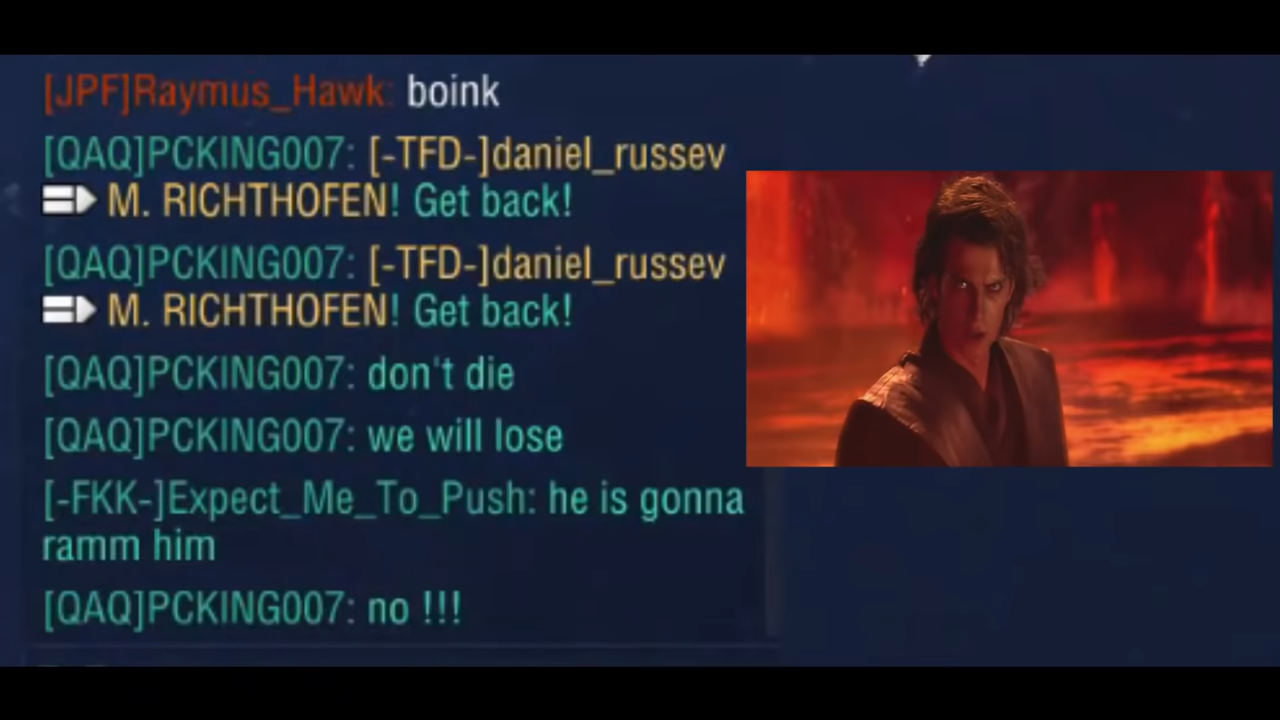 [JPF]Raymus_Hawk: boink
[QAQ]PCKING007: [-TFD-]daniel_russev
M. RICHTHOFEN! Get back!
[QAQ]PCKING007: [-TFD-]daniel_russev
M. RICHTHOFEN! Get back!
[QAQ]PCKING007: don't die
[QAQ]PCKING007: we will lose
[-FKK-]Expect_Me_To_Push: he is gonna
ramm him
[QAQ]PCKING007: no !!!